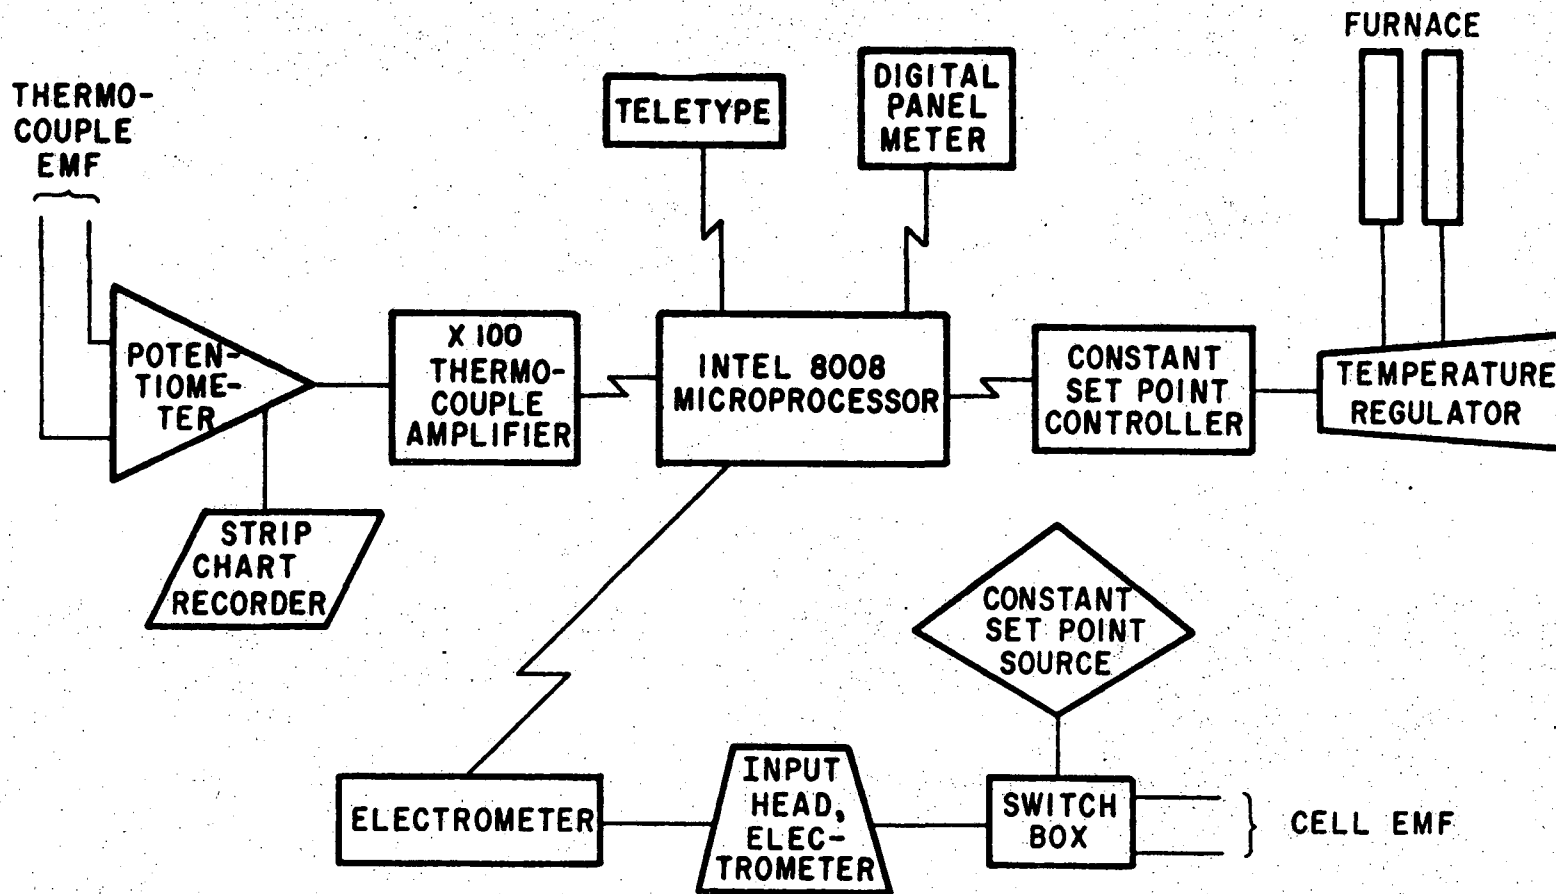 FURNACE
THERMO-
COUPLE
EMF
TELETYPE
DIGITAL
PANEL
METER
POTEN-
TIOME-
TER
X 100
THERMO-
COUPLE
AMPLIFIER
INTEL 8008
MICROPROCESSOR
CONSTANT
SET POINT
CONTROLLER
TEMPERATURE
REGULATOR
STRIP
CHART
RECORDER
CONSTANT
SET POINT
SOURCE
ELECTROMETER
INPUT
HEAD,
ELEC-
TROMETER
SWITCH
BOX
CELL EMF